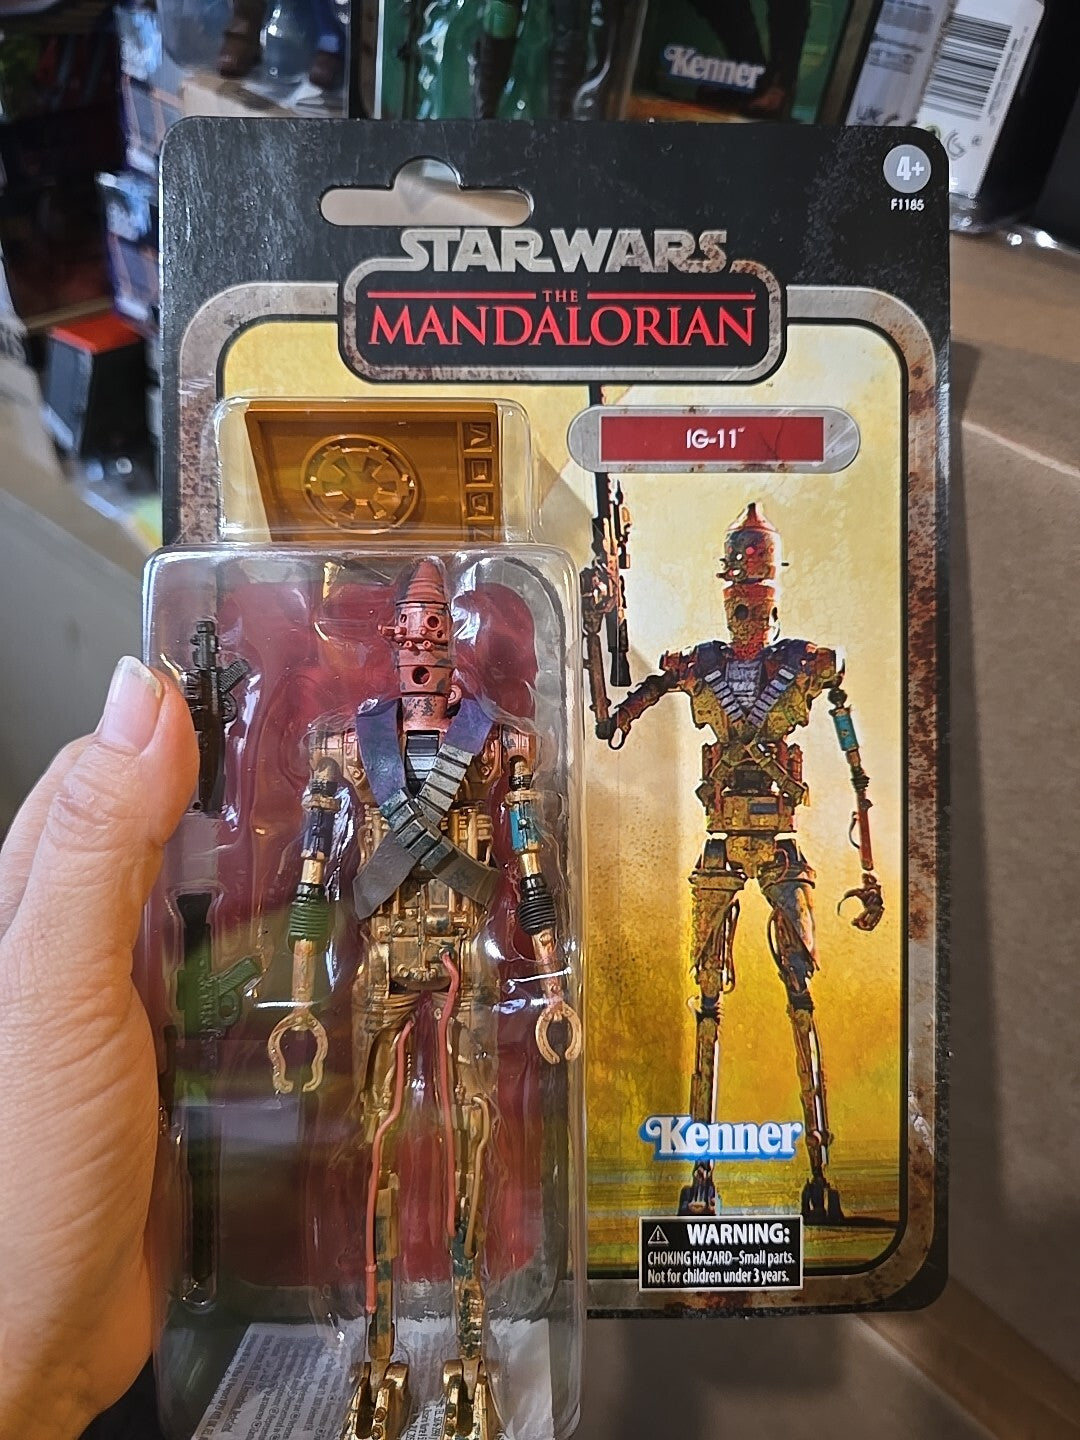 Kenner
4+
F1185
STAR WARS
THE
MANDALORIAN
IG-11™
Kenner
WARNING:
CHOKING HAZARD–Small parts.
Not for children under 3 years.